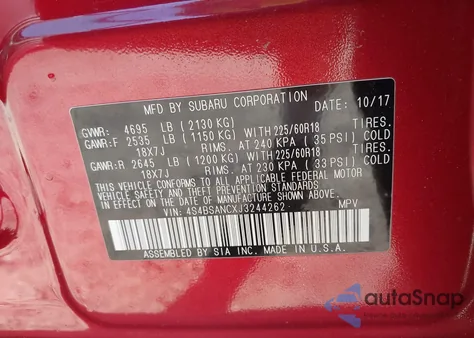 MFD BY SUBARU CORPORATION DATE: 10/17
GVWR: 4695 LB ( 2130 KG)
GAWR:F 2535 LB ( 1150 KG) WITH 225/60R18 TIRES.
18X7J RIMS. AT 240 KPA ( 35 PSI) COLD
GAWR:R 2645 LB ( 1200 KG) WITH 225/60R18 TIRES.
18X7J RIMS. AT 230 KPA ( 33 PSI) COLD
THIS VEHICLE CONFORMS TO ALL APPLICABLE FEDERAL MOTOR
VEHICLE SAFETY, BUMPER, AND THEFT PREVENTION STANDARDS
IN EFFECT ON THE DATE OF MANUFACTURE SHOWN ABOVE.
VIN: 4S4BSANCXJ3244262 MPV
ASSEMBLED BY SIA INC. MADE IN U.S.A.
autoSnap